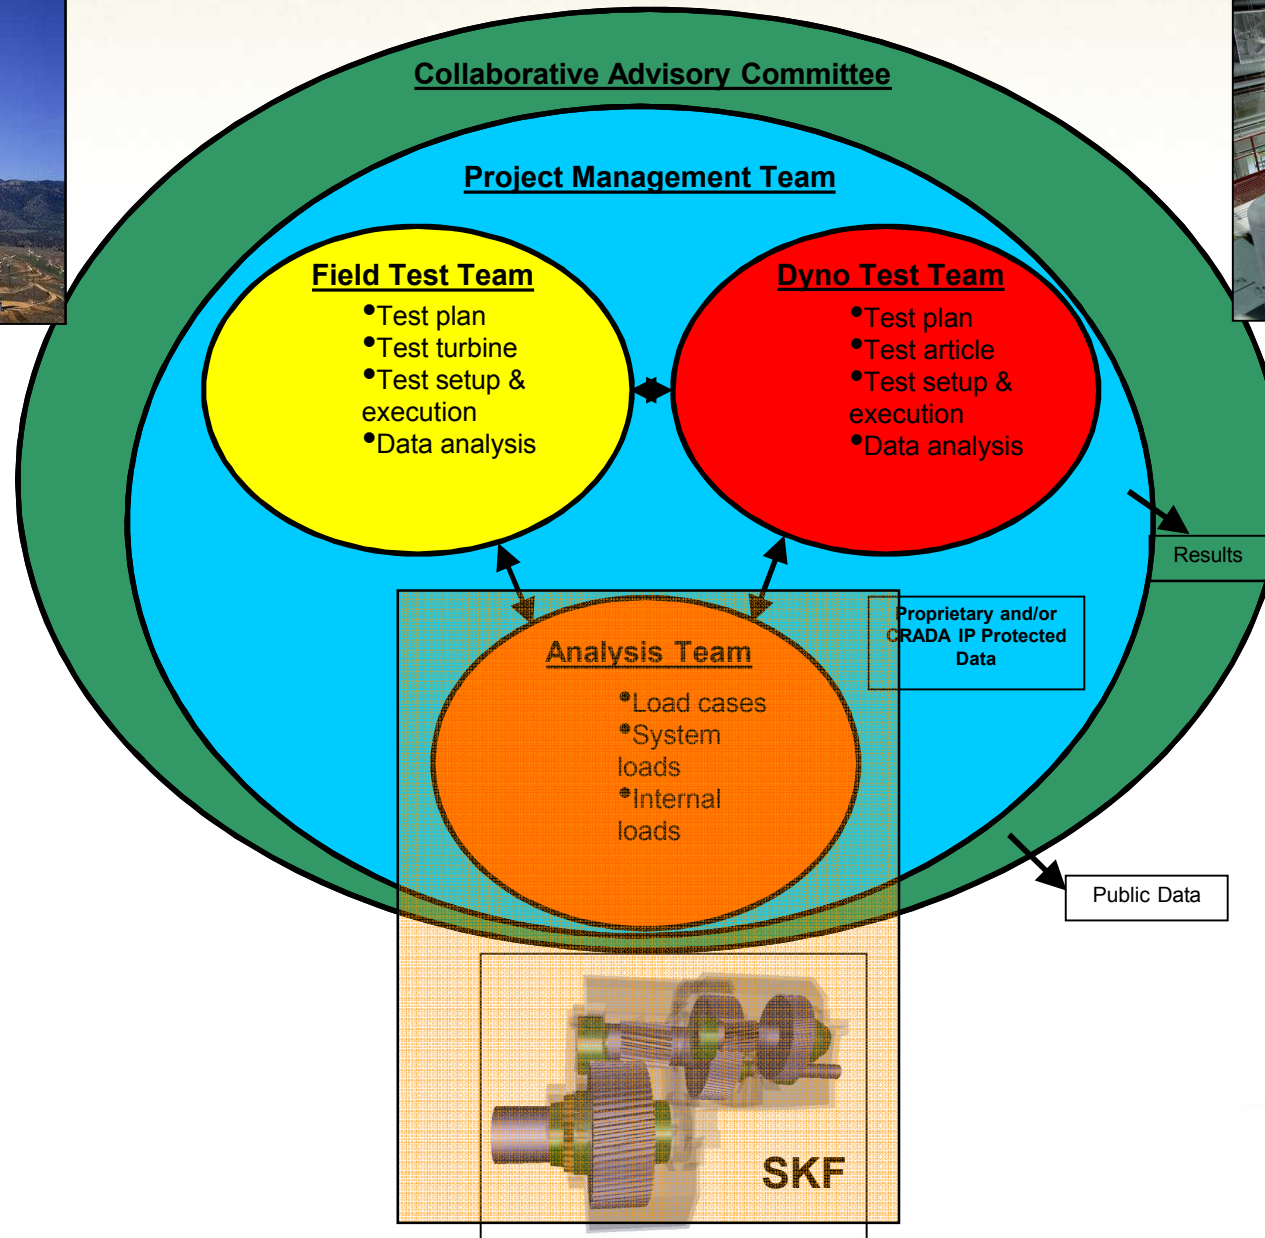 Collaborative Advisory Committee
Project Management Team
Field Test Team
•Test plan
•Test turbine
•Test setup &
execution
•Data analysis
Dyno Test Team
•Test plan
•Test article
•Test setup &
execution
•Data analysis
Results
Proprietary and/or
CRADA IP Protected
Data
Analysis Team
•Load cases
•System
loads
•Internal
loads
Public Data
SKF